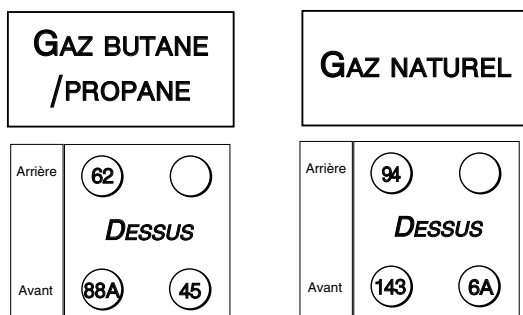 GAZ BUTANE
/PROPANE
Arrière 62
DESSUS
Avant 88A 45
GAZ NATUREL
Arrière 94
DESSUS
Avant 143 6A